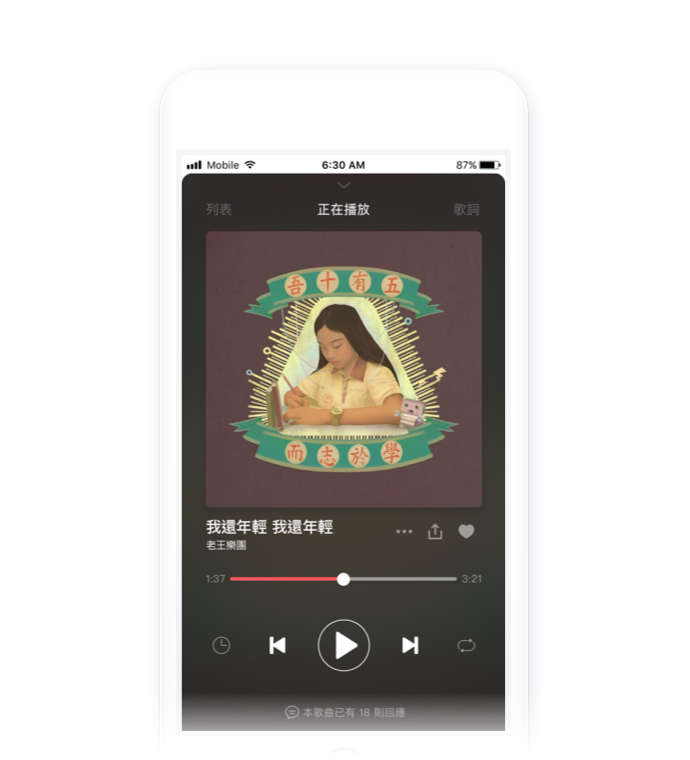 Mobile 6:30 AM 87%
列表 正在播放 歌詞
吾十有五
而志於學
我還年輕 我還年輕
老王樂團
1:37 3:21
本歌曲已有 18 則回應